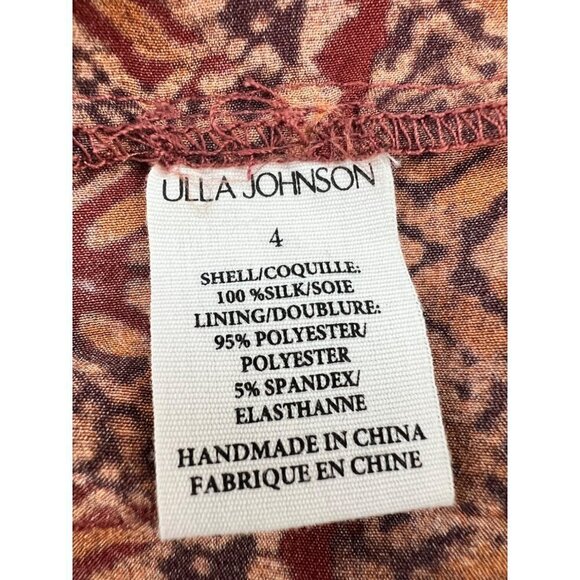 ULLA JOHNSON
4
SHELL/COQUILLE:
100 %SILK/SOIE
LINING/DOUBLURE:
95% POLYESTER/
POLYESTER
5% SPANDEX/
ELASTHANNE
HANDMADE IN CHINA
FABRIQUE EN CHINE